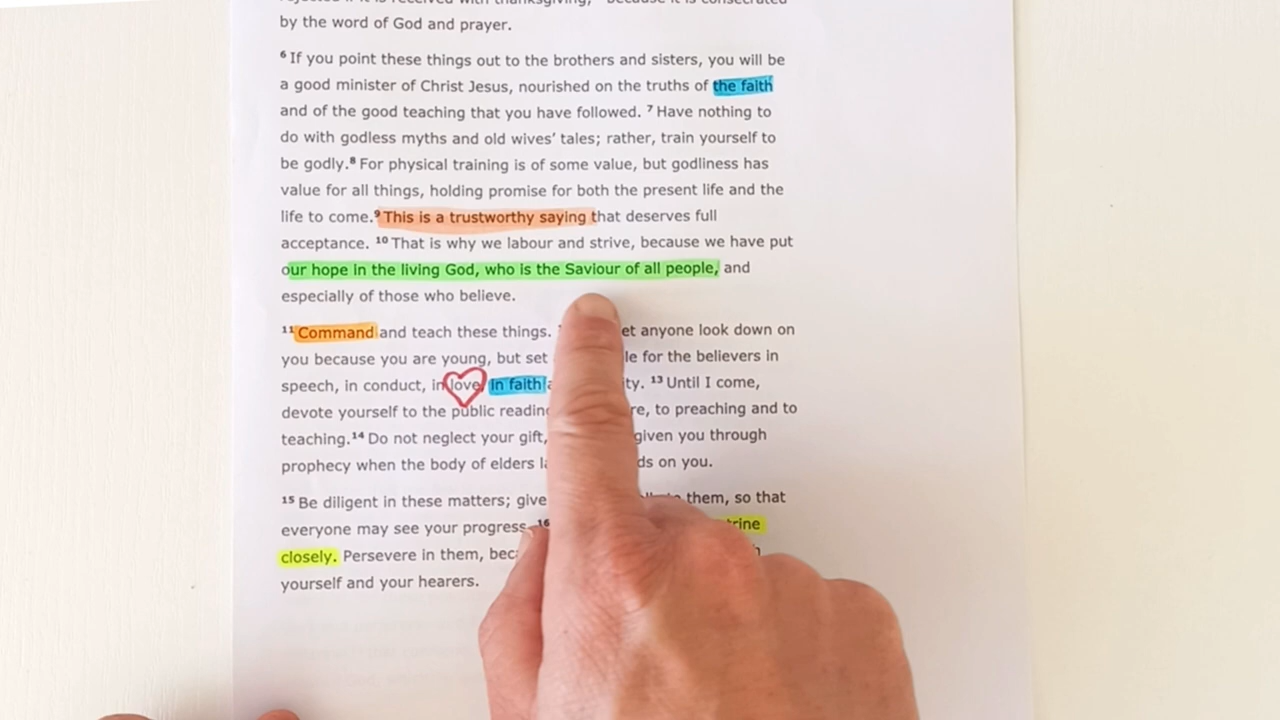 by the word of God and prayer.
⁶ If you point these things out to the brothers and sisters, you will be
a good minister of Christ Jesus, nourished on the truths of the faith
and of the good teaching that you have followed. ⁷ Have nothing to
do with godless myths and old wives’ tales; rather, train yourself to
be godly.⁸ For physical training is of some value, but godliness has
value for all things, holding promise for both the present life and the
life to come.⁹ This is a trustworthy saying that deserves full
acceptance. ¹⁰ That is why we labour and strive, because we have put
our hope in the living God, who is the Saviour of all people, and
especially of those who believe.
¹¹ Command and teach these things. anyone look down on
you because you are young, but set for the believers in
speech, in conduct, in love, in faith ¹³ Until I come,
devote yourself to the public to preaching and to
teaching.¹⁴ Do not neglect your gift, given you through
prophecy when the body of elders on you.
¹⁵ Be diligent in these matters; give them, so that
everyone may see your progress. ¹⁶
closely. Persevere in them,
yourself and your hearers.